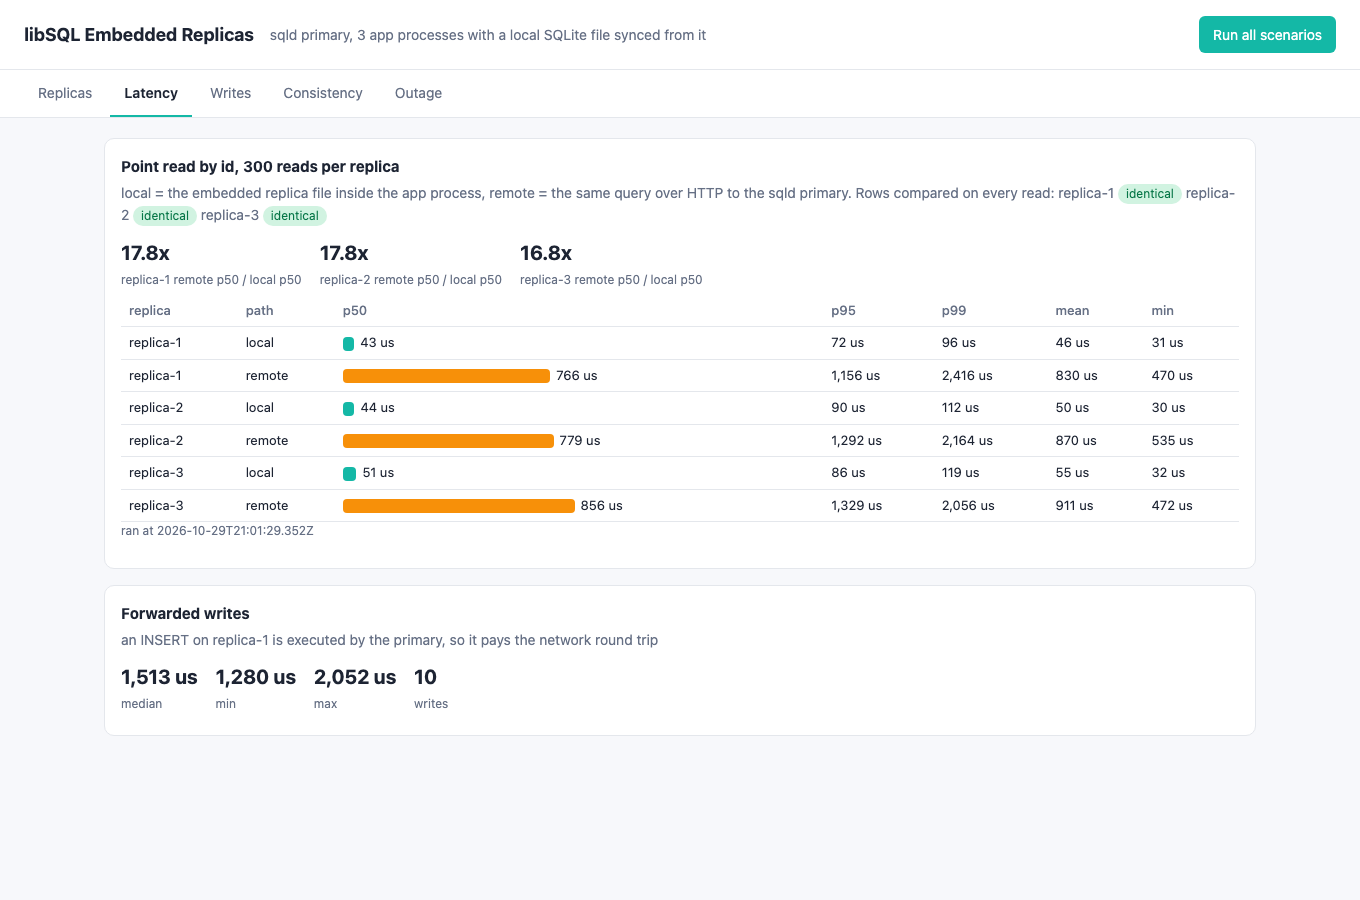 libSQL Embedded Replicas sqld primary, 3 app processes with a local SQLite file synced from it Run all scenarios
Replicas Latency Writes Consistency Outage
Point read by id, 300 reads per replica
local = the embedded replica file inside the app process, remote = the same query over HTTP to the sqld primary. Rows compared on every read: replica-1 identical replica-
2 identical replica-3 identical
17.8x 17.8x 16.8x
replica-1 remote p50 / local p50 replica-2 remote p50 / local p50 replica-3 remote p50 / local p50
replica path p50 p95 p99 mean min
replica-1 local 43 us 72 us 96 us 46 us 31 us
replica-1 remote 766 us 1,156 us 2,416 us 830 us 470 us
replica-2 local 44 us 90 us 112 us 50 us 30 us
replica-2 remote 779 us 1,292 us 2,164 us 870 us 535 us
replica-3 local 51 us 86 us 119 us 55 us 32 us
replica-3 remote 856 us 1,329 us 2,056 us 911 us 472 us
ran at 2026-10-29T21:01:29.352Z
Forwarded writes
an INSERT on replica-1 is executed by the primary, so it pays the network round trip
1,513 us 1,280 us 2,052 us 10
median min max writes